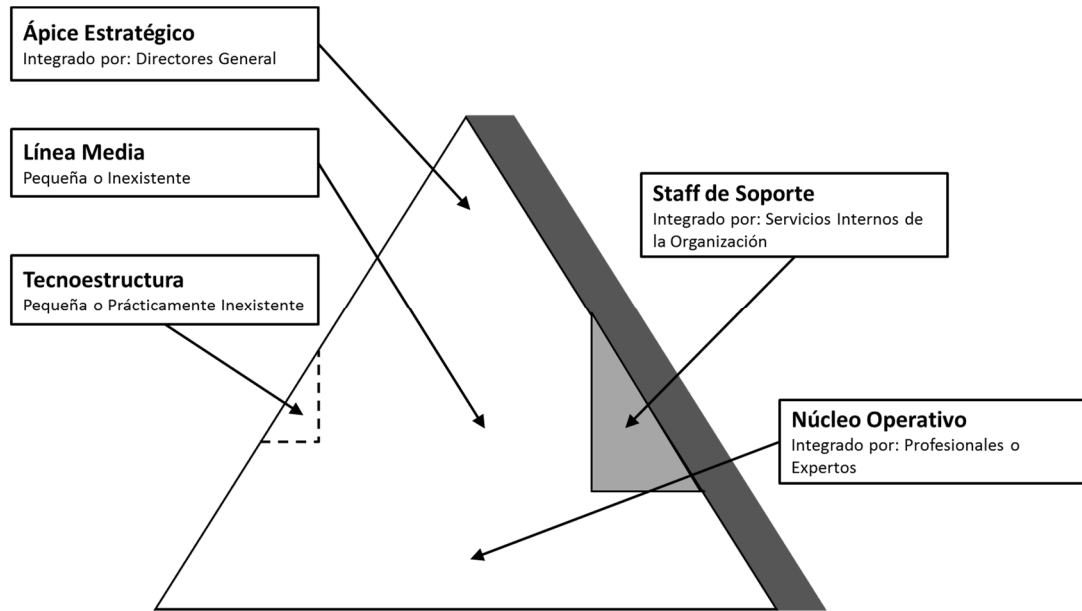 Ápice Estratégico
Integrado por: Directores General
Línea Media
Pequeña o Inexistente
Tecnoestructura
Pequeña o Prácticamente Inexistente
Staff de Soporte
Integrado por: Servicios Internos de
la Organización
Núcleo Operativo
Integrado por: Profesionales o
Expertos